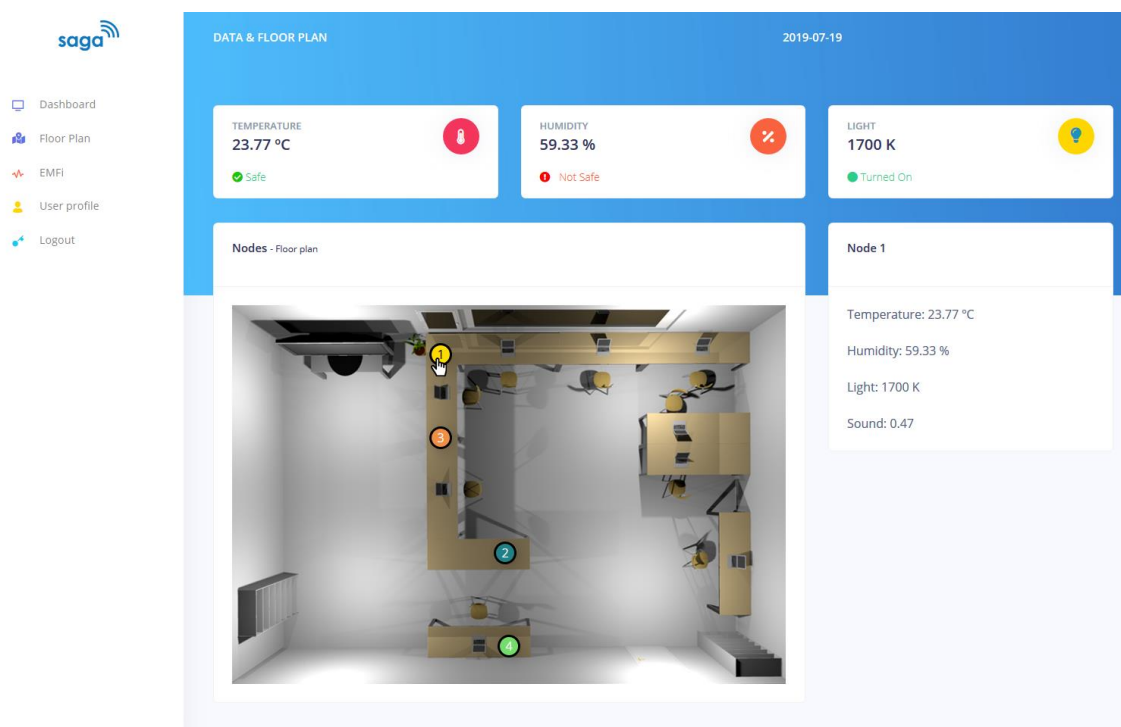 saga
Dashboard
Floor Plan
EMFi
User profile
Logout
DATA & FLOOR PLAN
2019-07-19
TEMPERATURE
23.77 ºC
Safe
HUMIDITY
59.33 %
Not Safe
LIGHT
1700 K
Turned On
Nodes - Floor plan
1
3
2
4
Node 1
Temperature: 23.77 ºC
Humidity: 59.33 %
Light: 1700 K
Sound: 0.47